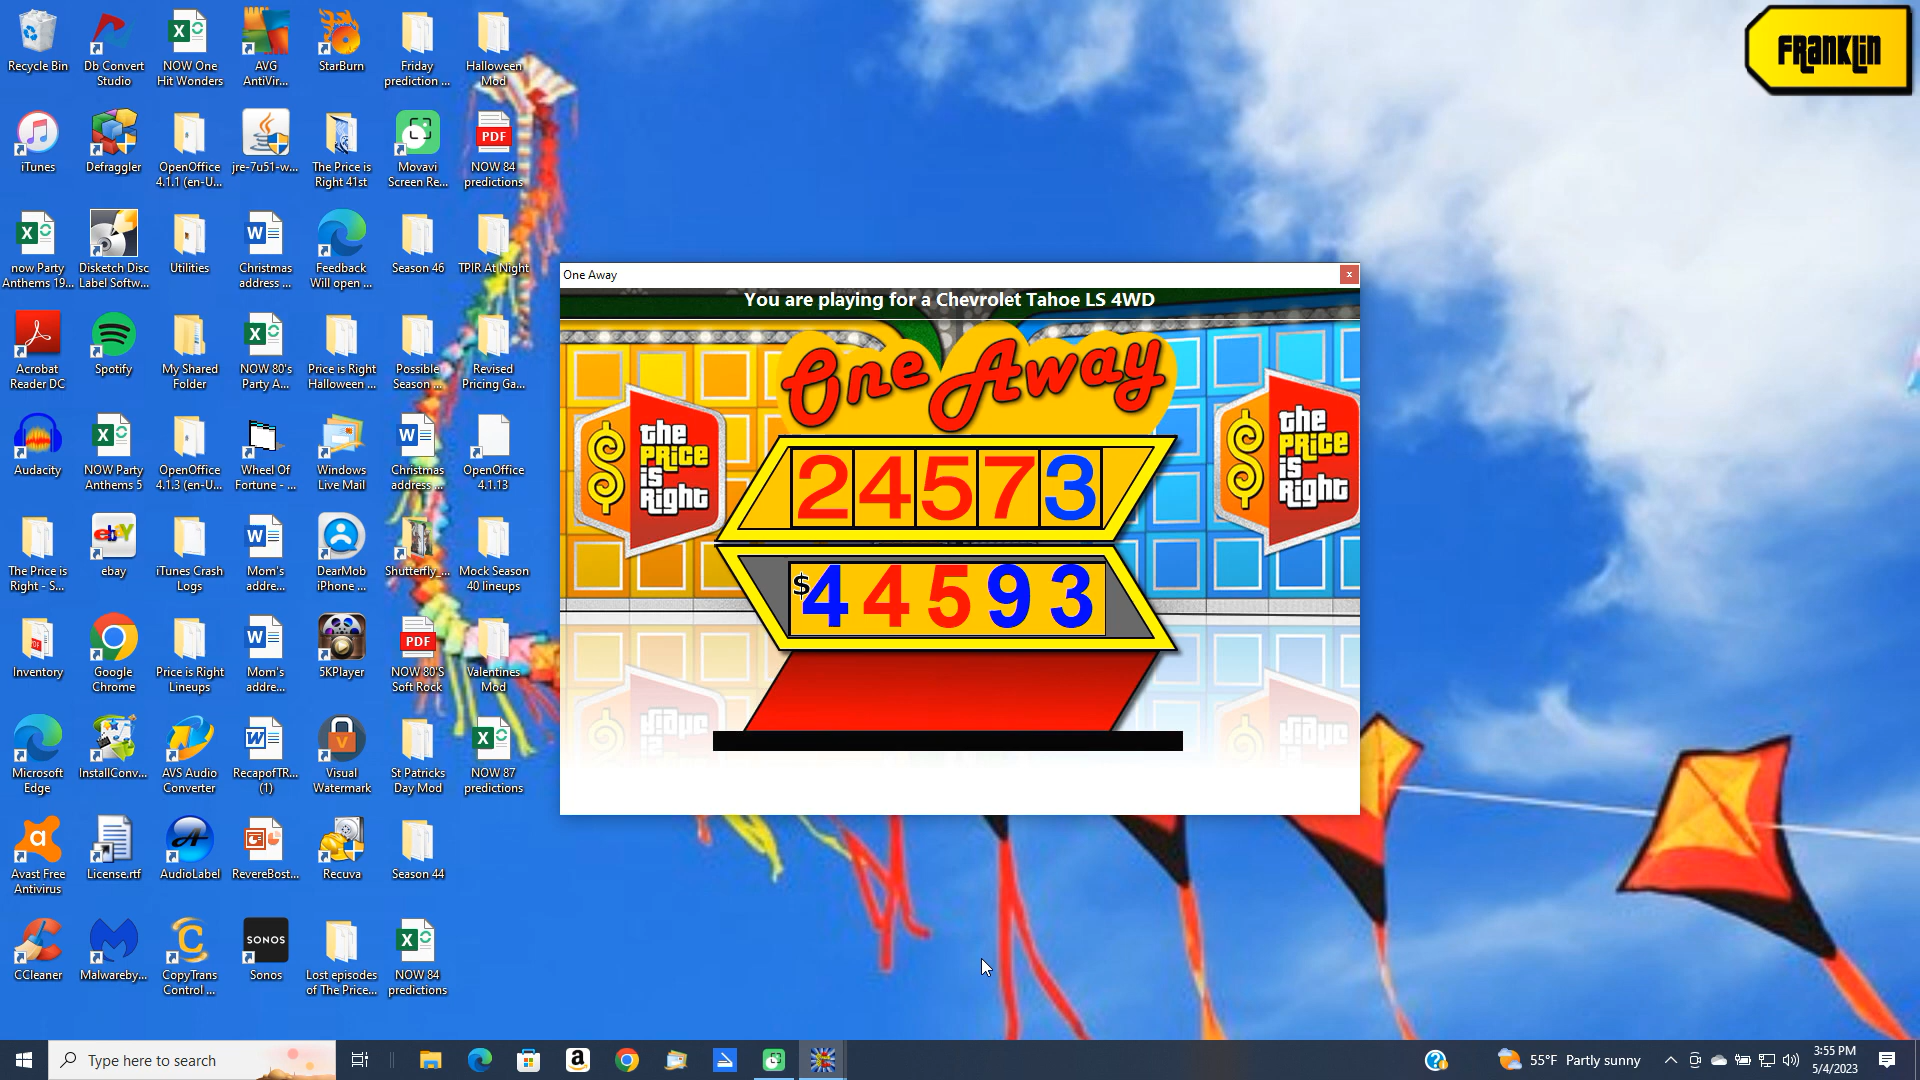 Recycle Bin
Db Convert
Studio
NOW One
Hit Wonders
AVG
AntiVir...
StarBurn
Friday
prediction ...
Halloween
Mod
FRANKLIN
iTunes
Defraggler
OpenOffice
4.1.1 (en-U...
jre-7u51-w...
The Price is
Right 41st
Movavi
Screen Re...
PDF
NOW 84
predictions
now Party
Anthems 19...
Disketch Disc
Label Softw...
Utilities
Christmas
address ...
Feedback
Will open ...
Season 46
TPIR At Night
Acrobat
Reader DC
Spotify
My Shared
Folder
NOW 80's
Party A...
Price is Right
Halloween ...
Possible
Season ...
Revised
Pricing Ga...
Audacity
NOW Party
Anthems 5
OpenOffice
4.1.3 (en-U...
Wheel Of
Fortune - ...
Windows
Live Mail
Christmas
address ...
OpenOffice
4.1.13
The Price is
Right - S...
ebay
ebay
iTunes Crash
Logs
Mom's
addre...
DearMob
iPhone ...
Shutterfly_...
Mock Season
40 lineups
Inventory
Google
Chrome
Price is Right
Lineups
Mom's
addre...
5KPlayer
PDF
NOW 80'S
Soft Rock
Valentines
Mod
Microsoft
Edge
InstallConv...
AVS Audio
Converter
RecapofTR...
(1)
Visual
Watermark
St Patricks
Day Mod
NOW 87
predictions
Avast Free
Antivirus
License.rtf
AudioLabel
RevereBost...
Recuva
Season 44
CCleaner
Malwareby...
CopyTrans
Control ...
SONOS
Sonos
Lost episodes
of The Price...
NOW 84
predictions
One Away
You are playing for a Chevrolet Tahoe LS 4WD
One Away
the
PRICE
is
Right
the
PRICE
is
Right
24573
$44593
Type here to search
55°F Partly sunny
3:55 PM
5/4/2023